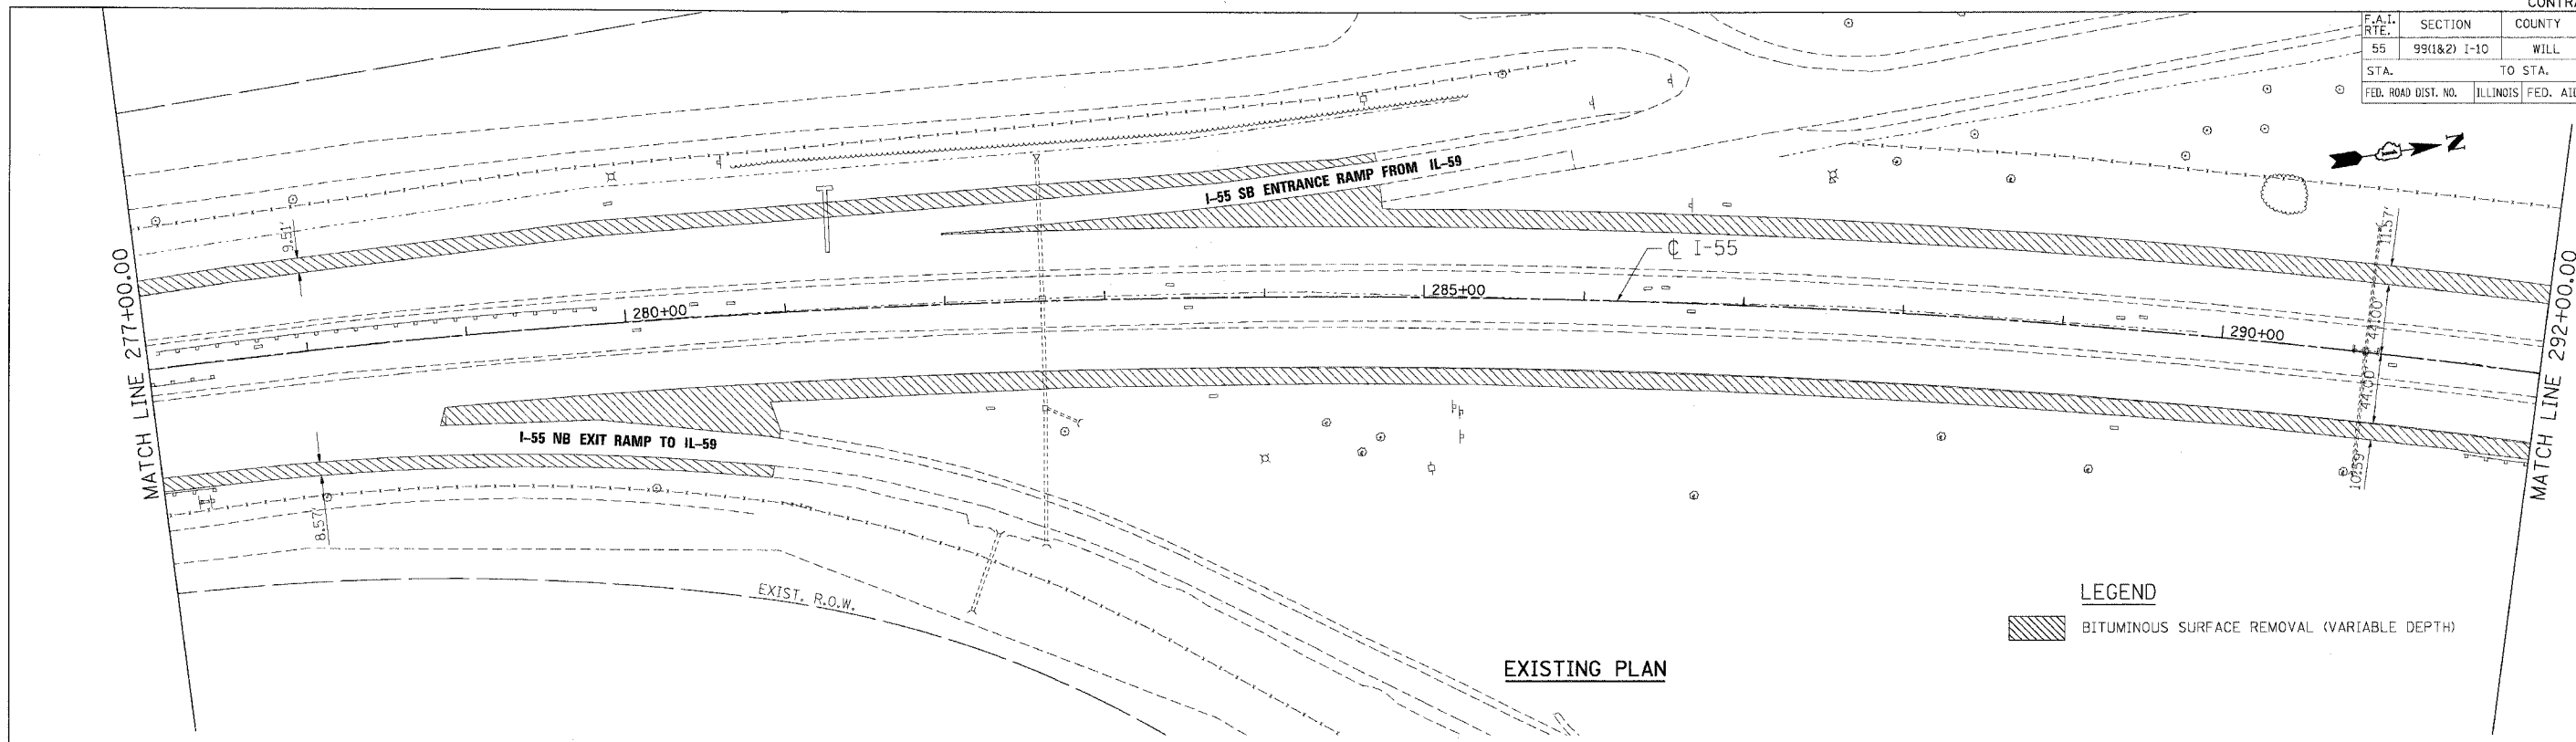 F.A.I. RTE. SECTION COUNTY
55 99(1&2) I-10 WILL
STA. TO STA.
FED. ROAD DIST. NO. ILLINOIS FED.
N
I-55 SB ENTRANCE RAMP FROM IL-59
9.51'
11.57'
℄ I-55
MATCH LINE 277+00.00
280+00
285+00
290+00
44.00'
44.00'
10.59'
MATCH LINE 292+00.00
I-55 NB EXIT RAMP TO IL-59
8.57'
EXIST. R.O.W.
LEGEND
BITUMINOUS SURFACE REMOVAL (VARIABLE DEPTH)
EXISTING PLAN